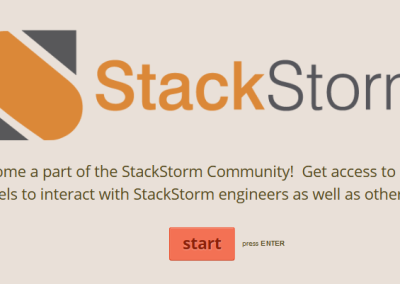 StackStorm
ome a part of the StackStorm Community! Get access to
els to interact with StackStorm engineers as well as other
start press ENTER